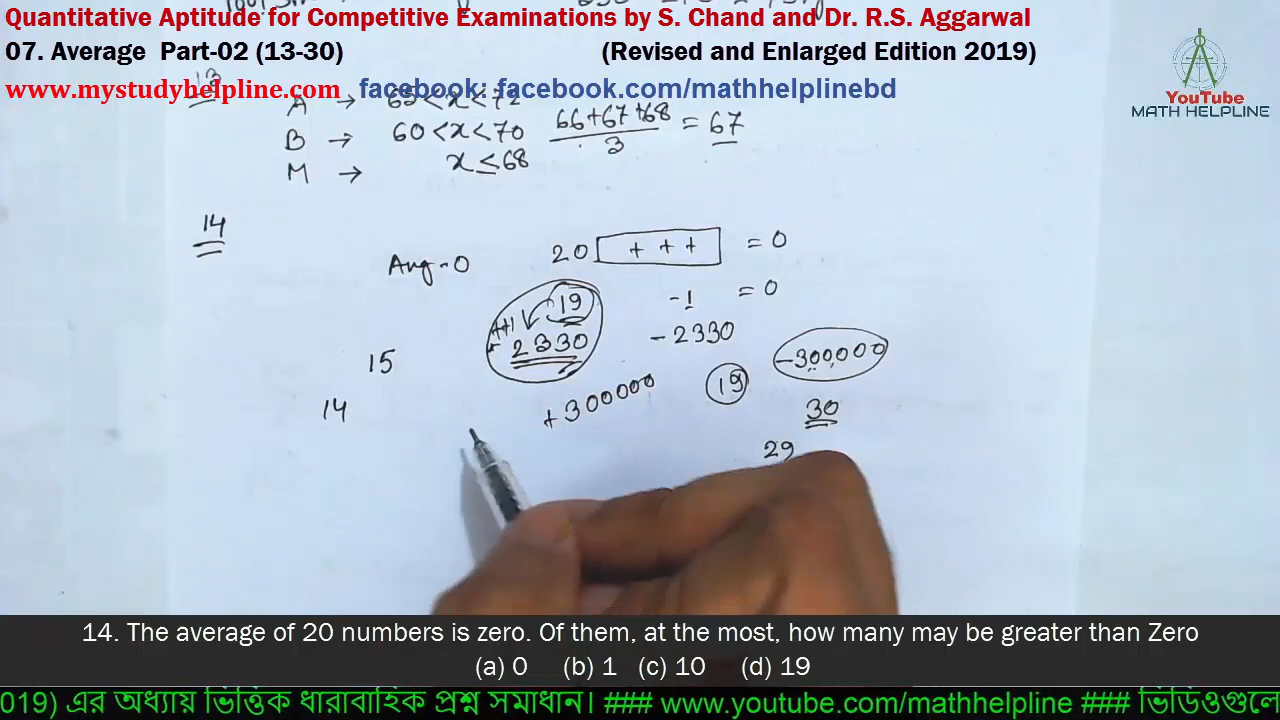 Quantitative Aptitude for Competitive Examinations by S. Chand and Dr. R.S. Aggarwal
07. Average Part-02 (13-30) (Revised and Enlarged Edition 2019)
13
www.mystudyhelpline.com facebook: facebook.com/mathhelplinebd
YouTube
MATH HELPLINE
A → 65 < x < 72
B → 60 < x < 70 66+67+68 / 3 = 67
M → x ≤ 68
14
Avg - 0 20 + + + = 0
19 -1 = 0
2330 - 2330
15 19 -300000
14 +300000 30
29
14. The average of 20 numbers is zero. Of them, at the most, how many may be greater than Zero
(a) 0 (b) 1 (c) 10 (d) 19
019) এর অধ্যায় ভিত্তিক ধারাবাহিক প্রশ্ন সমাধান। ### www.youtube.com/mathhelpline ### ভিডিওগুলে